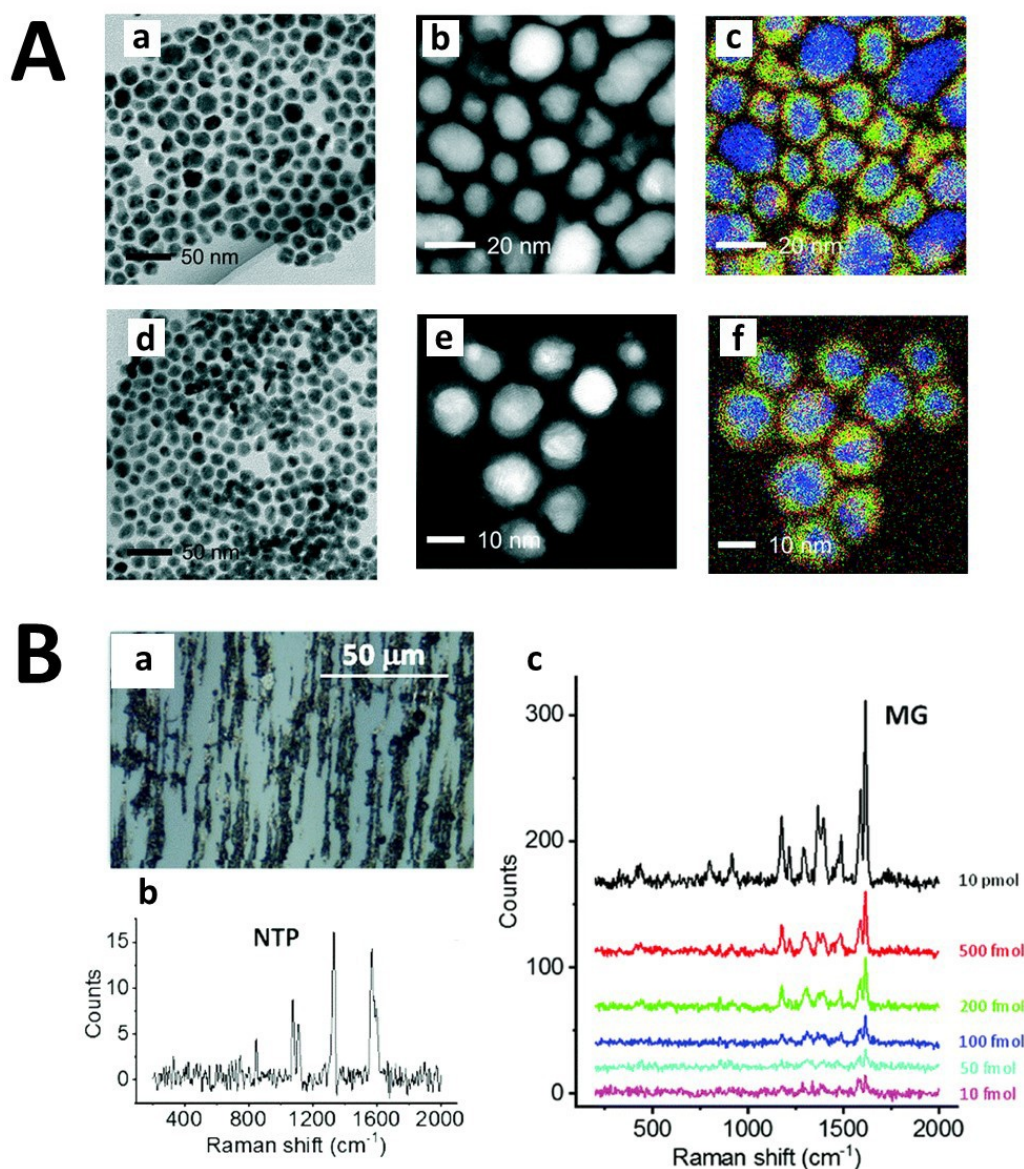 A
a
b
c
50 nm
20 nm
20 nm
d
e
f
50 nm
10 nm
10 nm
B
a
50 µm
b
NTP
Counts
15
10
5
0
400 800 1200 1600 2000
Raman shift (cm-1)
c
MG
Counts
300
200
100
0
10 pmol
500 fmol
200 fmol
100 fmol
50 fmol
10 fmol
500 1000 1500 2000
Raman shift (cm-1)